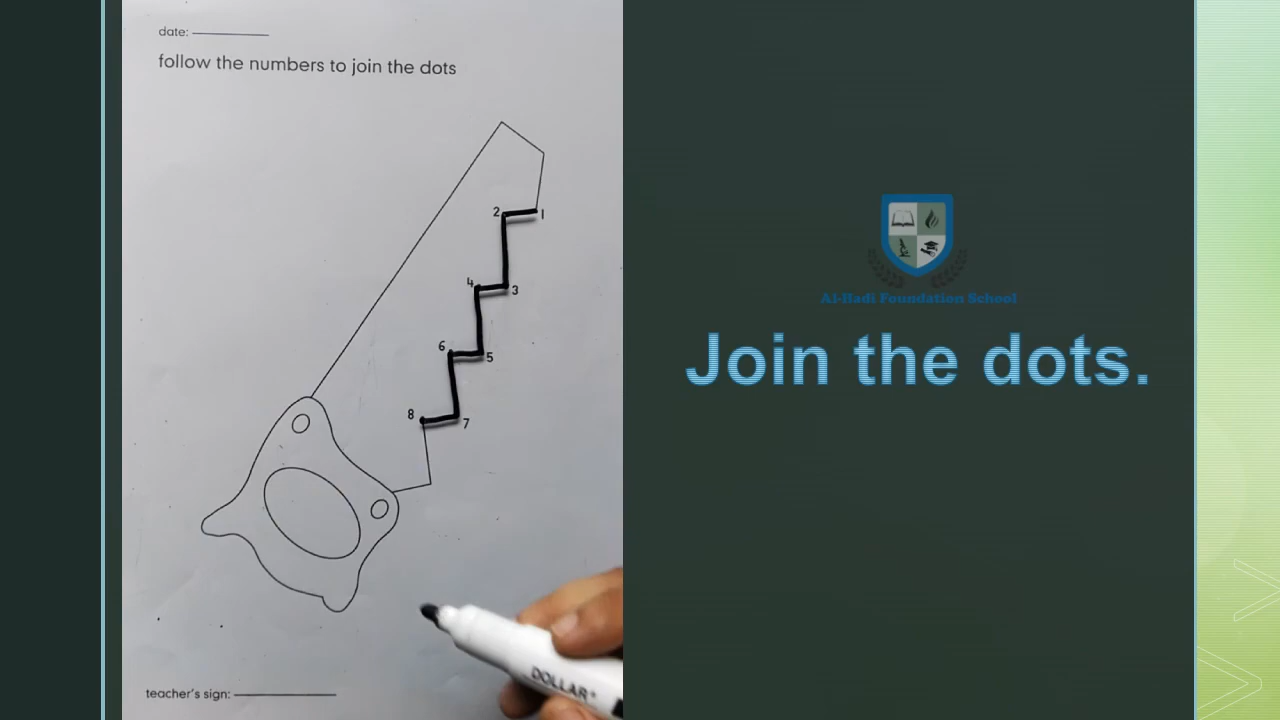 date:
follow the numbers to join the dots
2 1
4 3
6 5
8 7
teacher's sign:
DOLLAR
Al-Hadi Foundation School
Join the dots.